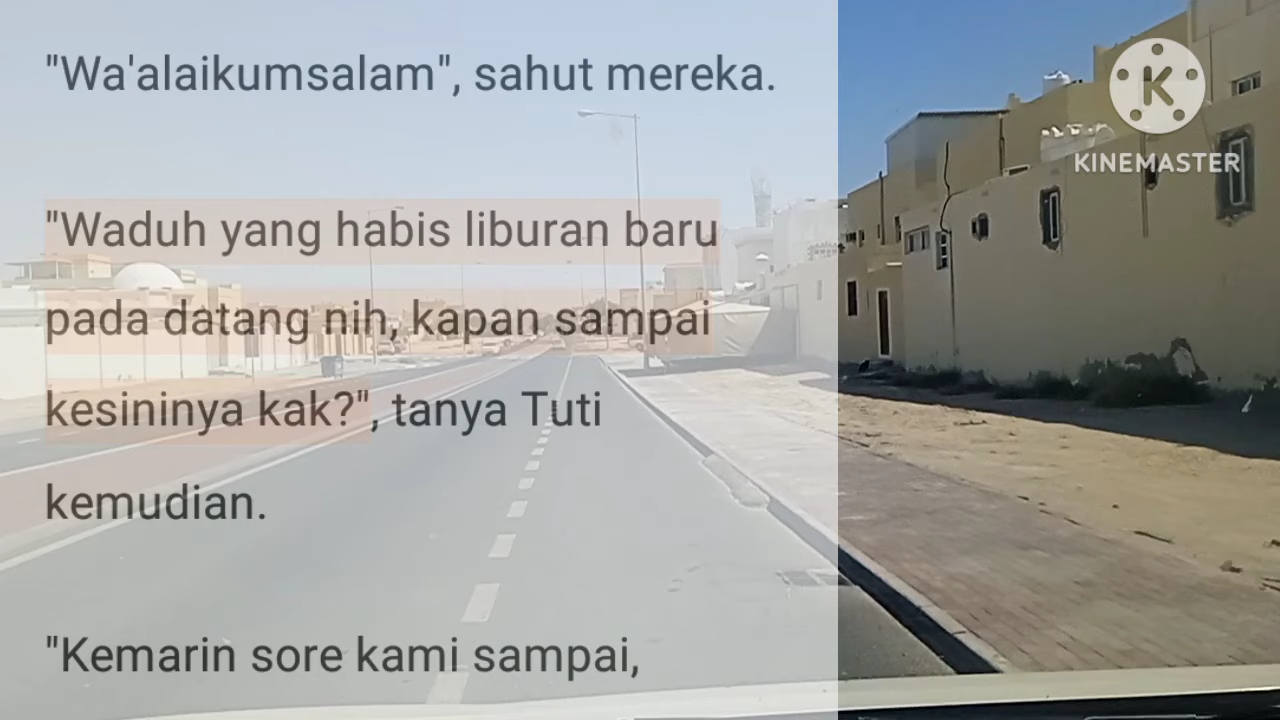 "Wa'alaikumsalam", sahut mereka.
"Waduh yang habis liburan baru
pada datang nih, kapan sampai
kesininya kak?", tanya Tuti
kemudian.
"Kemarin sore kami sampai,
K
KINEMASTER